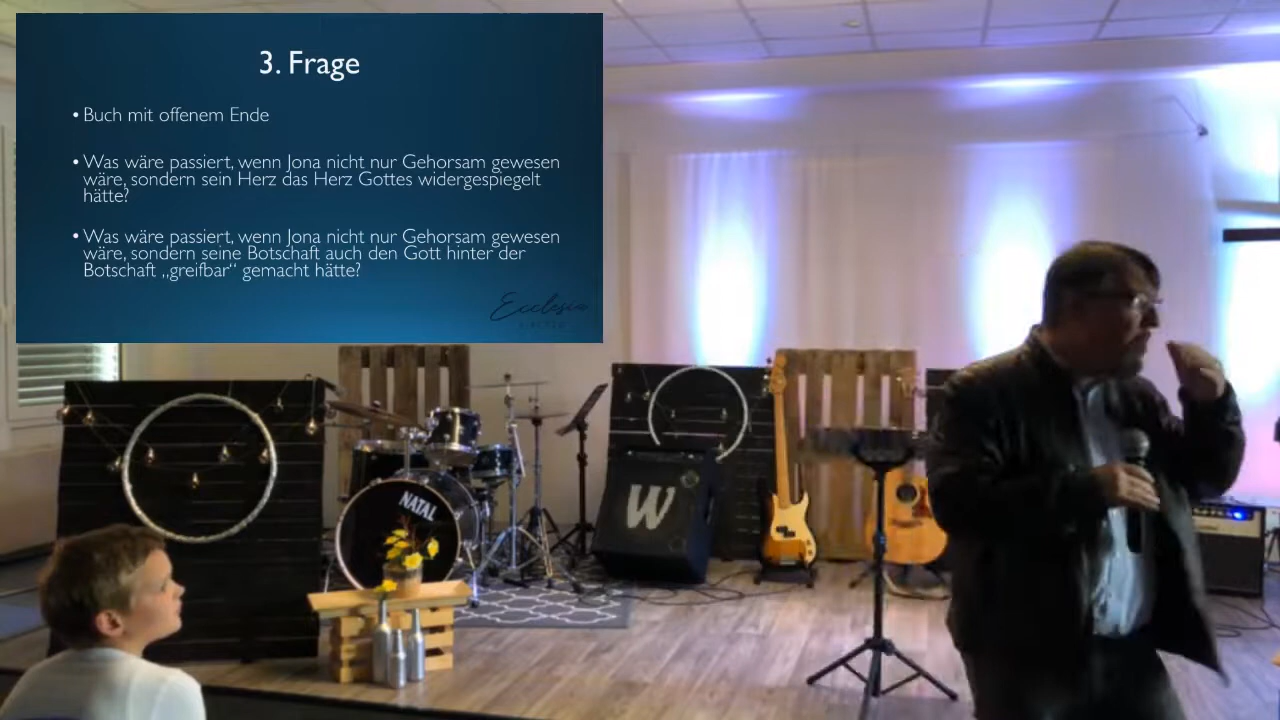 3. Frage
• Buch mit offenem Ende
• Was wäre passiert, wenn Jona nicht nur Gehorsam gewesen
wäre, sondern sein Herz das Herz Gottes widergespiegelt
hätte?
• Was wäre passiert, wenn Jona nicht nur Gehorsam gewesen
wäre, sondern seine Botschaft auch den Gott hinter der
Botschaft „greifbar“ gemacht hätte?
Ecclesia
NATAL
W